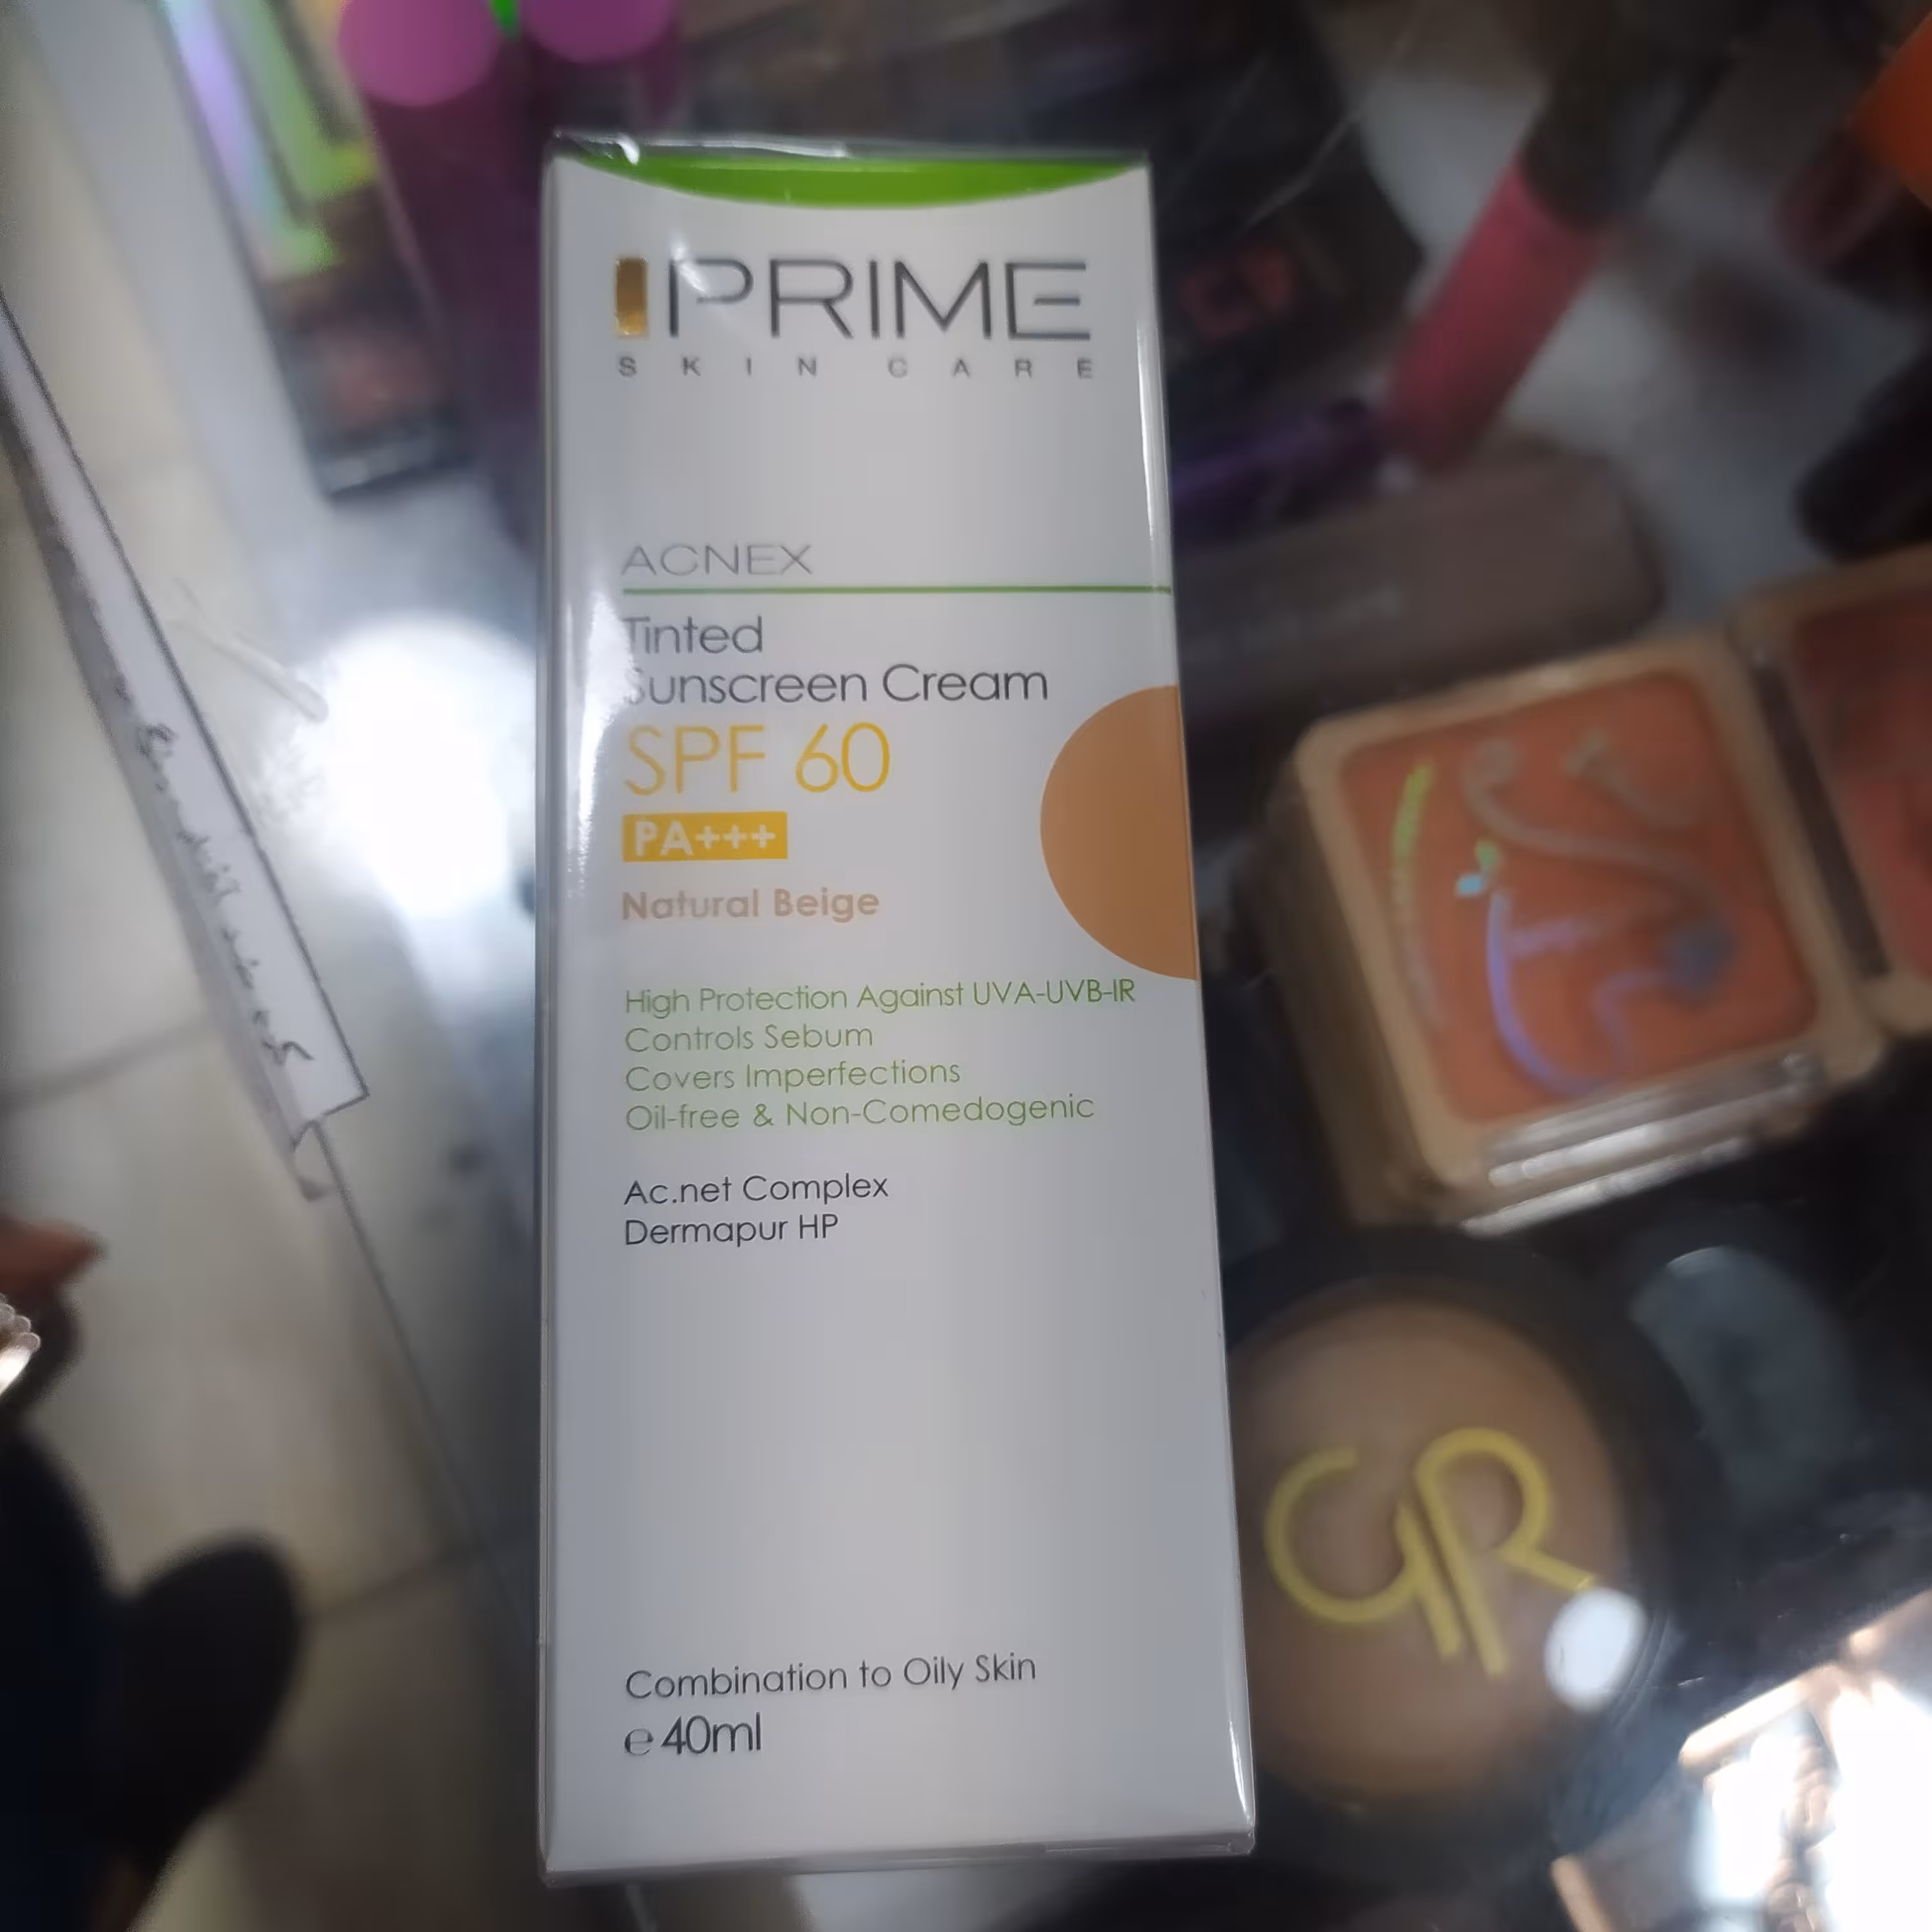 PRIME
SKIN CARE
ACNEX
Tinted
Sunscreen Cream
SPF 60
PA+++
Natural Beige
High Protection Against UVA-UVB-IR
Controls Sebum
Covers Imperfections
Oil-free & Non-Comedogenic
Ac.net Complex
Dermapur HP
Combination to Oily Skin
e 40ml
GR